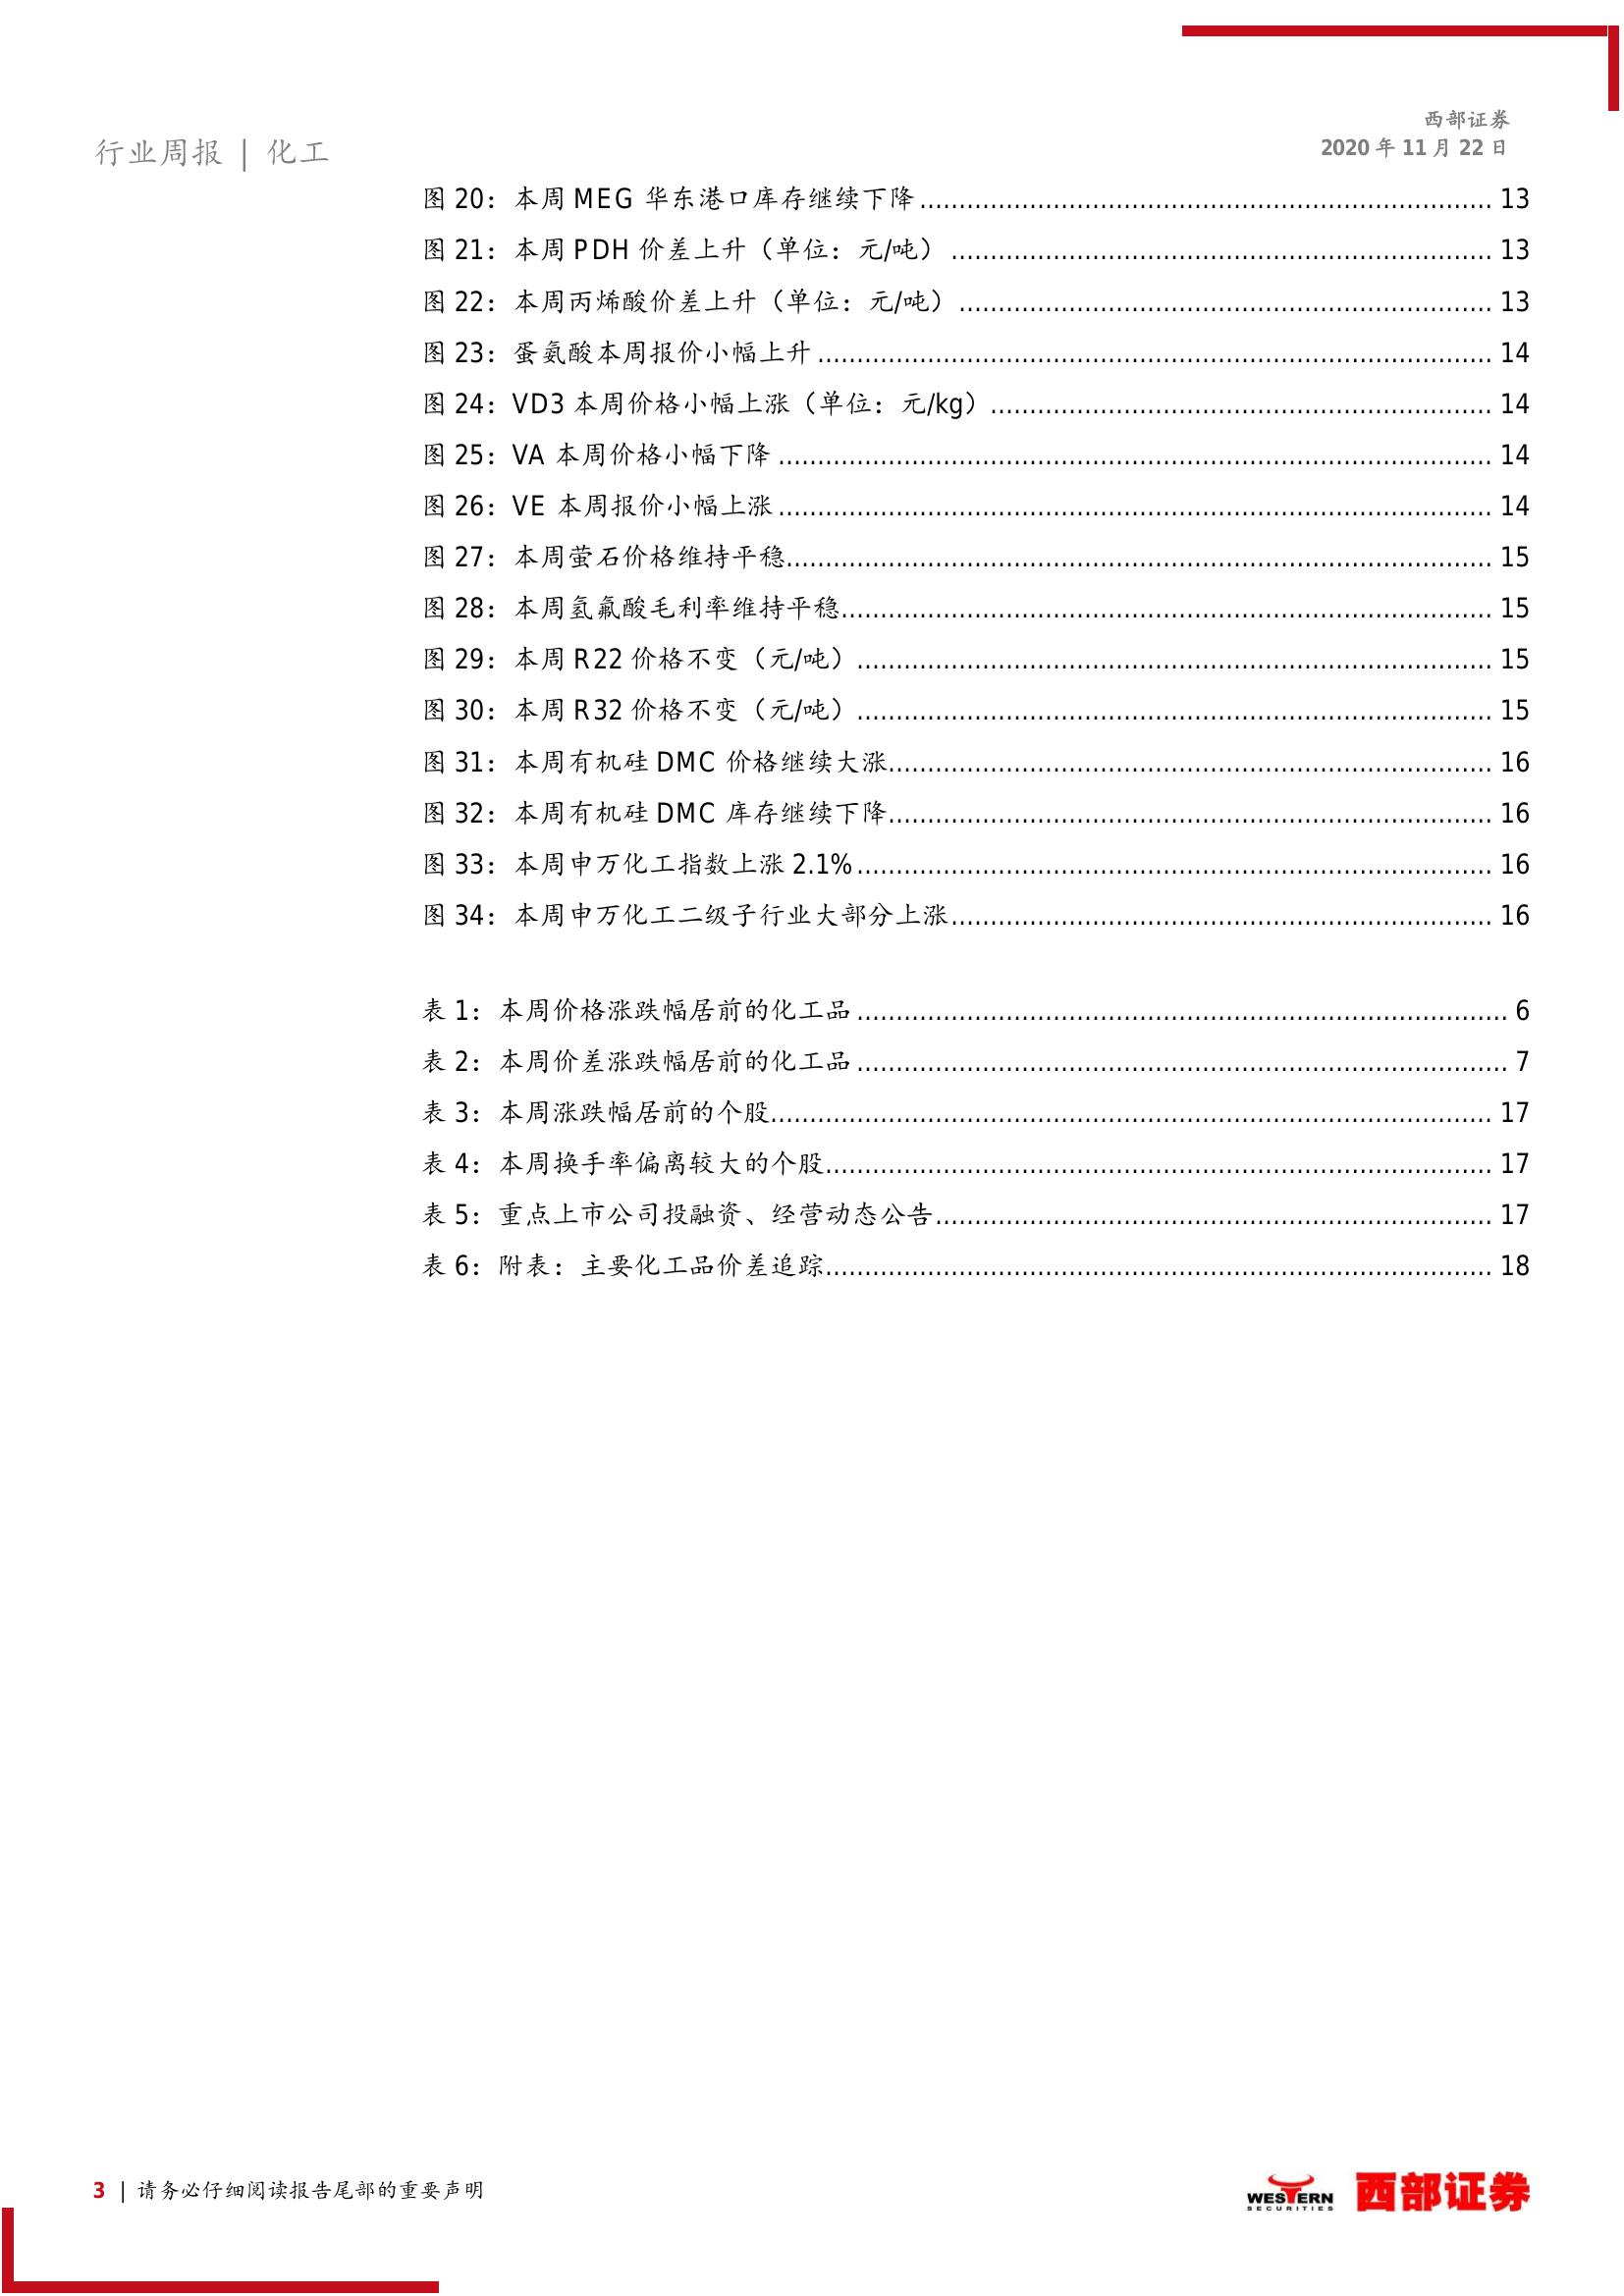 西部证券
行业周报 | 化工
2020 年 11 月 22 日
图 20：本周 MEG 华东港口库存继续下降 ........ 13
图 21：本周 PDH 价差上升（单位：元/吨） ........ 13
图 22：本周丙烯酸价差上升（单位：元/吨） ........ 13
图 23：蛋氨酸本周报价小幅上升 ........ 14
图 24：VD3 本周价格小幅上涨（单位：元/kg） ........ 14
图 25：VA 本周价格小幅下降 ........ 14
图 26：VE 本周报价小幅上涨 ........ 14
图 27：本周萤石价格维持平稳 ........ 15
图 28：本周氢氟酸毛利率维持平稳 ........ 15
图 29：本周 R22 价格不变（元/吨） ........ 15
图 30：本周 R32 价格不变（元/吨） ........ 15
图 31：本周有机硅 DMC 价格继续大涨 ........ 16
图 32：本周有机硅 DMC 库存继续下降 ........ 16
图 33：本周申万化工指数上涨 2.1% ........ 16
图 34：本周申万化工二级子行业大部分上涨 ........ 16
表 1：本周价格涨跌幅居前的化工品 ........ 6
表 2：本周价差涨跌幅居前的化工品 ........ 7
表 3：本周涨跌幅居前的个股 ........ 17
表 4：本周换手率偏离较大的个股 ........ 17
表 5：重点上市公司投融资、经营动态公告 ........ 17
表 6：附表：主要化工品价差追踪 ........ 18
3 | 请务必仔细阅读报告尾部的重要声明
WESTERN
SECURITIES
西部证券